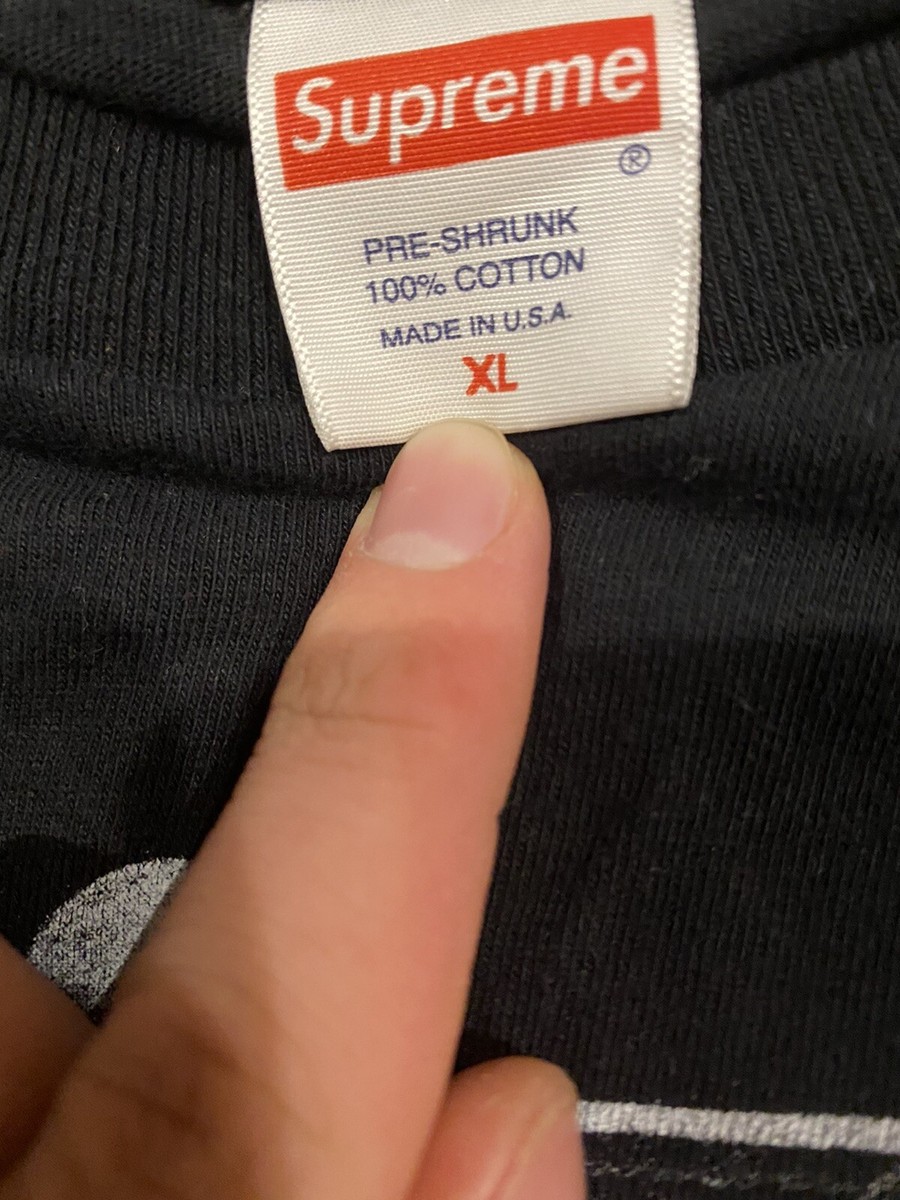 Supreme
®
PRE-SHRUNK
100% COTTON
MADE IN U.S.A.
XL